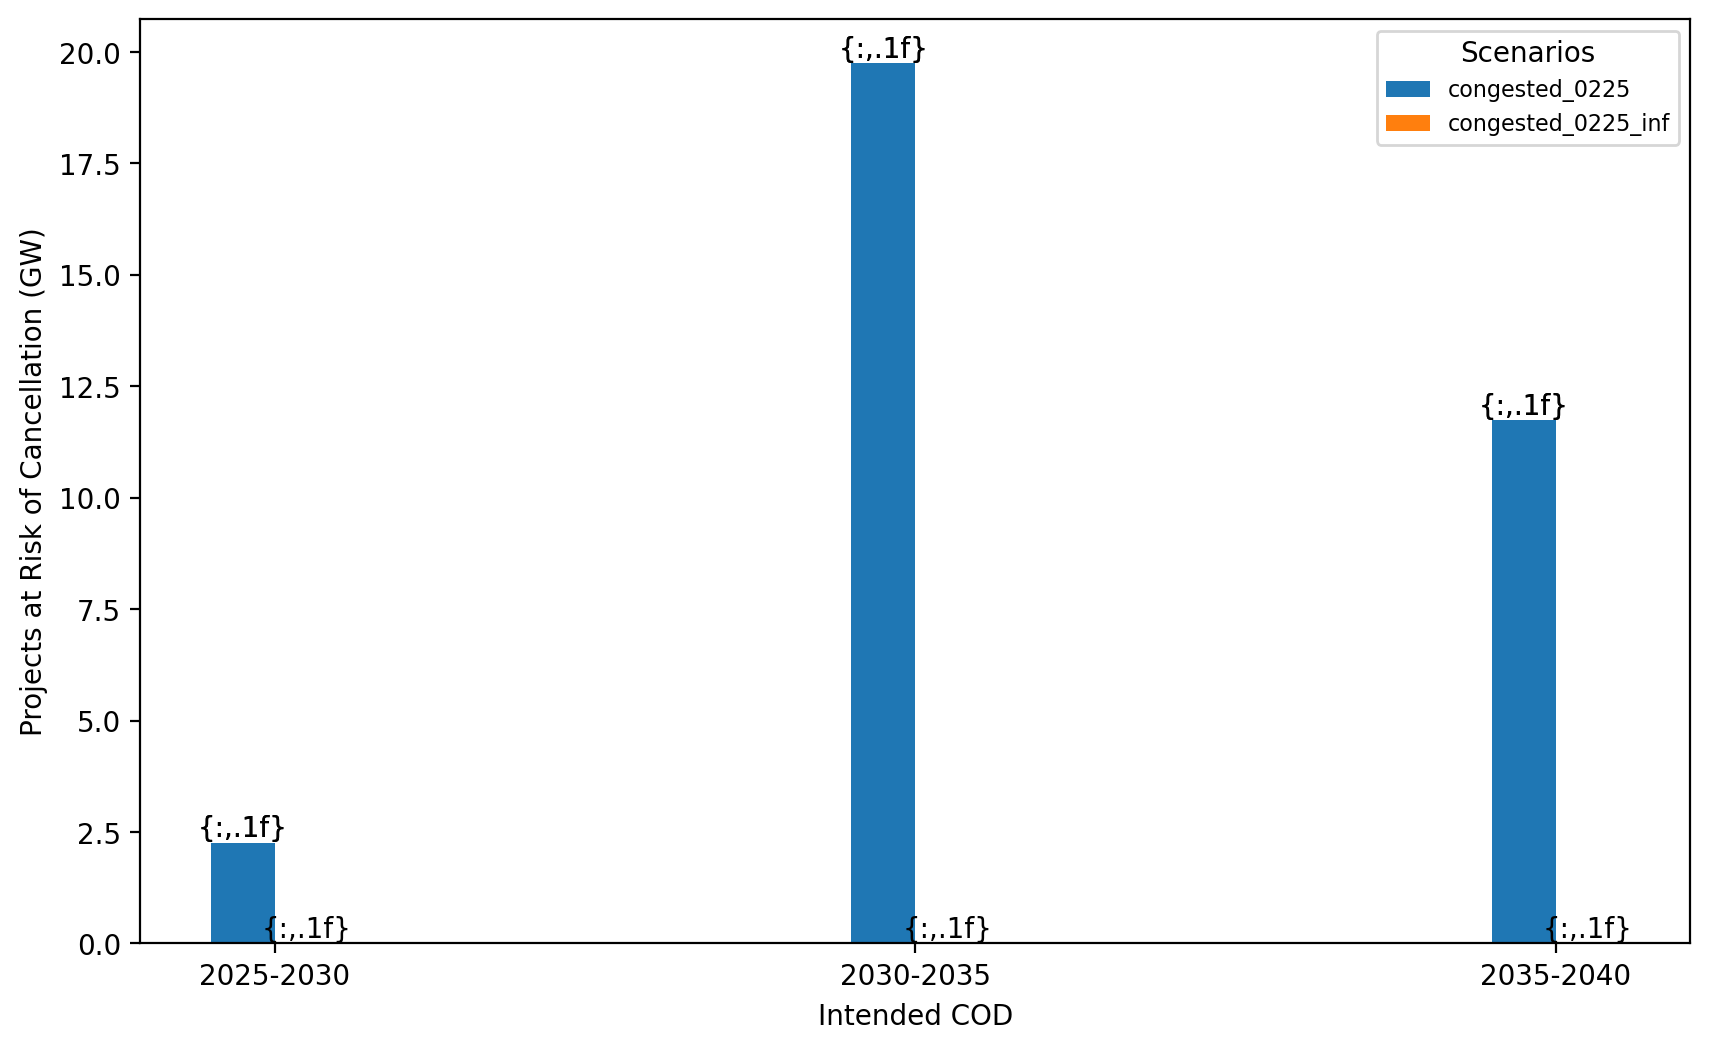 {:,.1f}
20.0
17.5
15.0
12.5
10.0
7.5
5.0
2.5
0.0
Projects at Risk of Cancellation (GW)
Scenarios
congested_0225
congested_0225_inf
{:,.1f}
{:,.1f}
{:,.1f}
{:,.1f}
{:,.1f}
2025-2030
2030-2035
2035-2040
Intended COD